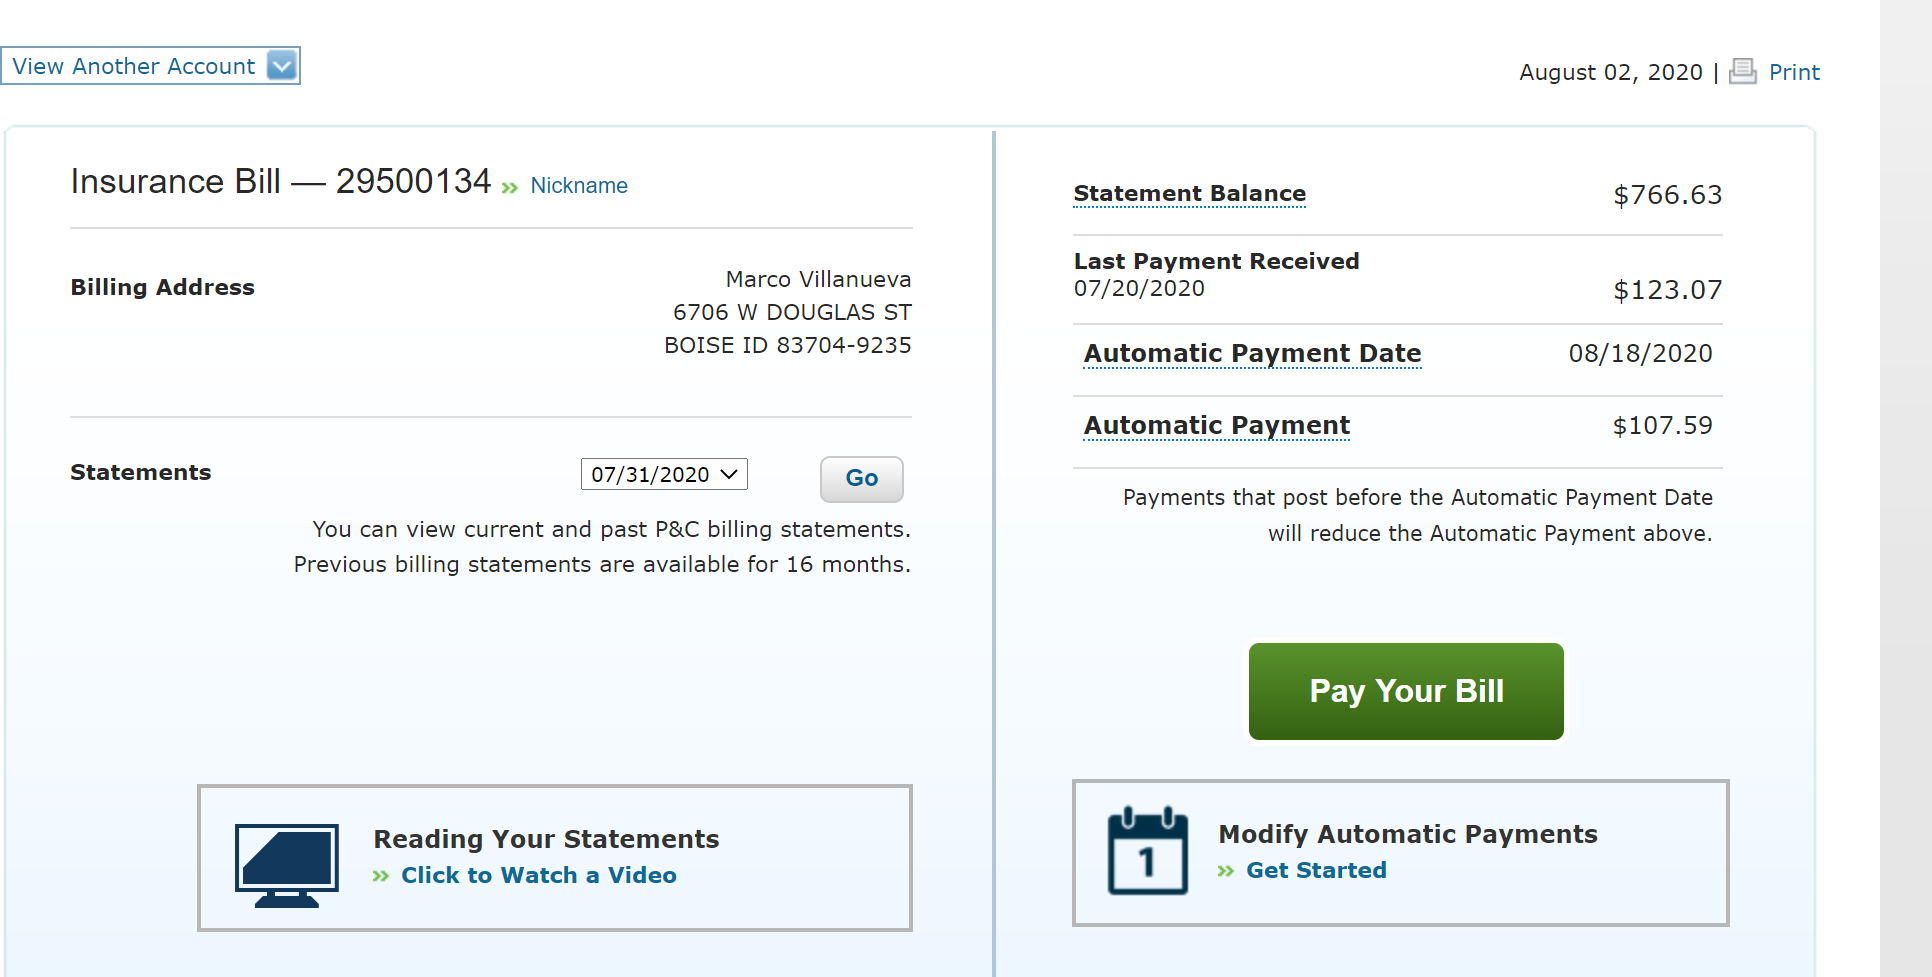 View Another Account
August 02, 2020 | Print
Insurance Bill — 29500134 Nickname
Billing Address
Marco Villanueva
6706 W DOUGLAS ST
BOISE ID 83704-9235
Statements 07/31/2020 Go
You can view current and past P&C billing statements.
Previous billing statements are available for 16 months.
Reading Your Statements
Click to Watch a Video
Statement Balance $766.63
Last Payment Received
07/20/2020 $123.07
Automatic Payment Date 08/18/2020
Automatic Payment $107.59
Payments that post before the Automatic Payment Date
will reduce the Automatic Payment above.
Pay Your Bill
1
Modify Automatic Payments
Get Started